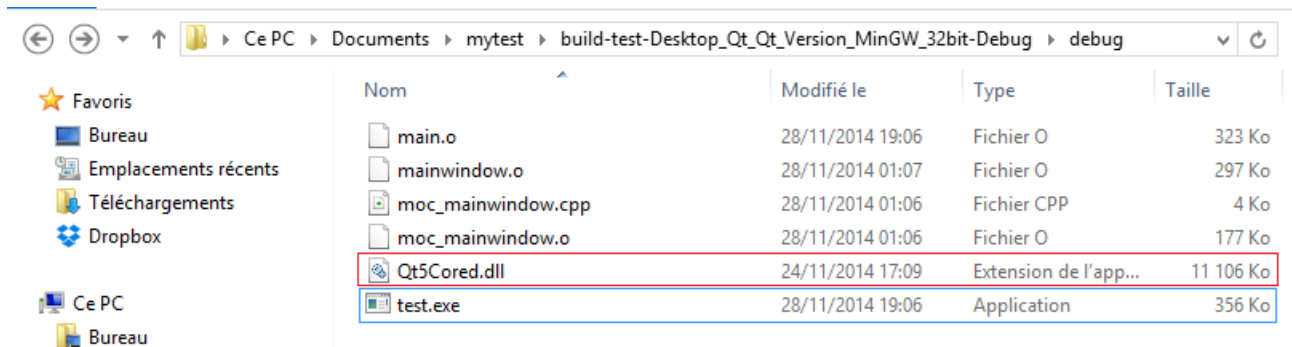 Ce PC Documents mytest build-test-Desktop_Qt_Qt_Version_MinGW_32bit-Debug debug
Favoris
Bureau
Emplacements récents
Téléchargements
Dropbox
Ce PC
Bureau
Nom Modifié le Type Taille
main.o 28/11/2014 19:06 Fichier O 323 Ko
mainwindow.o 28/11/2014 01:07 Fichier O 297 Ko
moc_mainwindow.cpp 28/11/2014 01:06 Fichier CPP 4 Ko
moc_mainwindow.o 28/11/2014 01:06 Fichier O 177 Ko
Qt5Cored.dll 24/11/2014 17:09 Extension de l'app... 11 106 Ko
test.exe 28/11/2014 19:06 Application 356 Ko